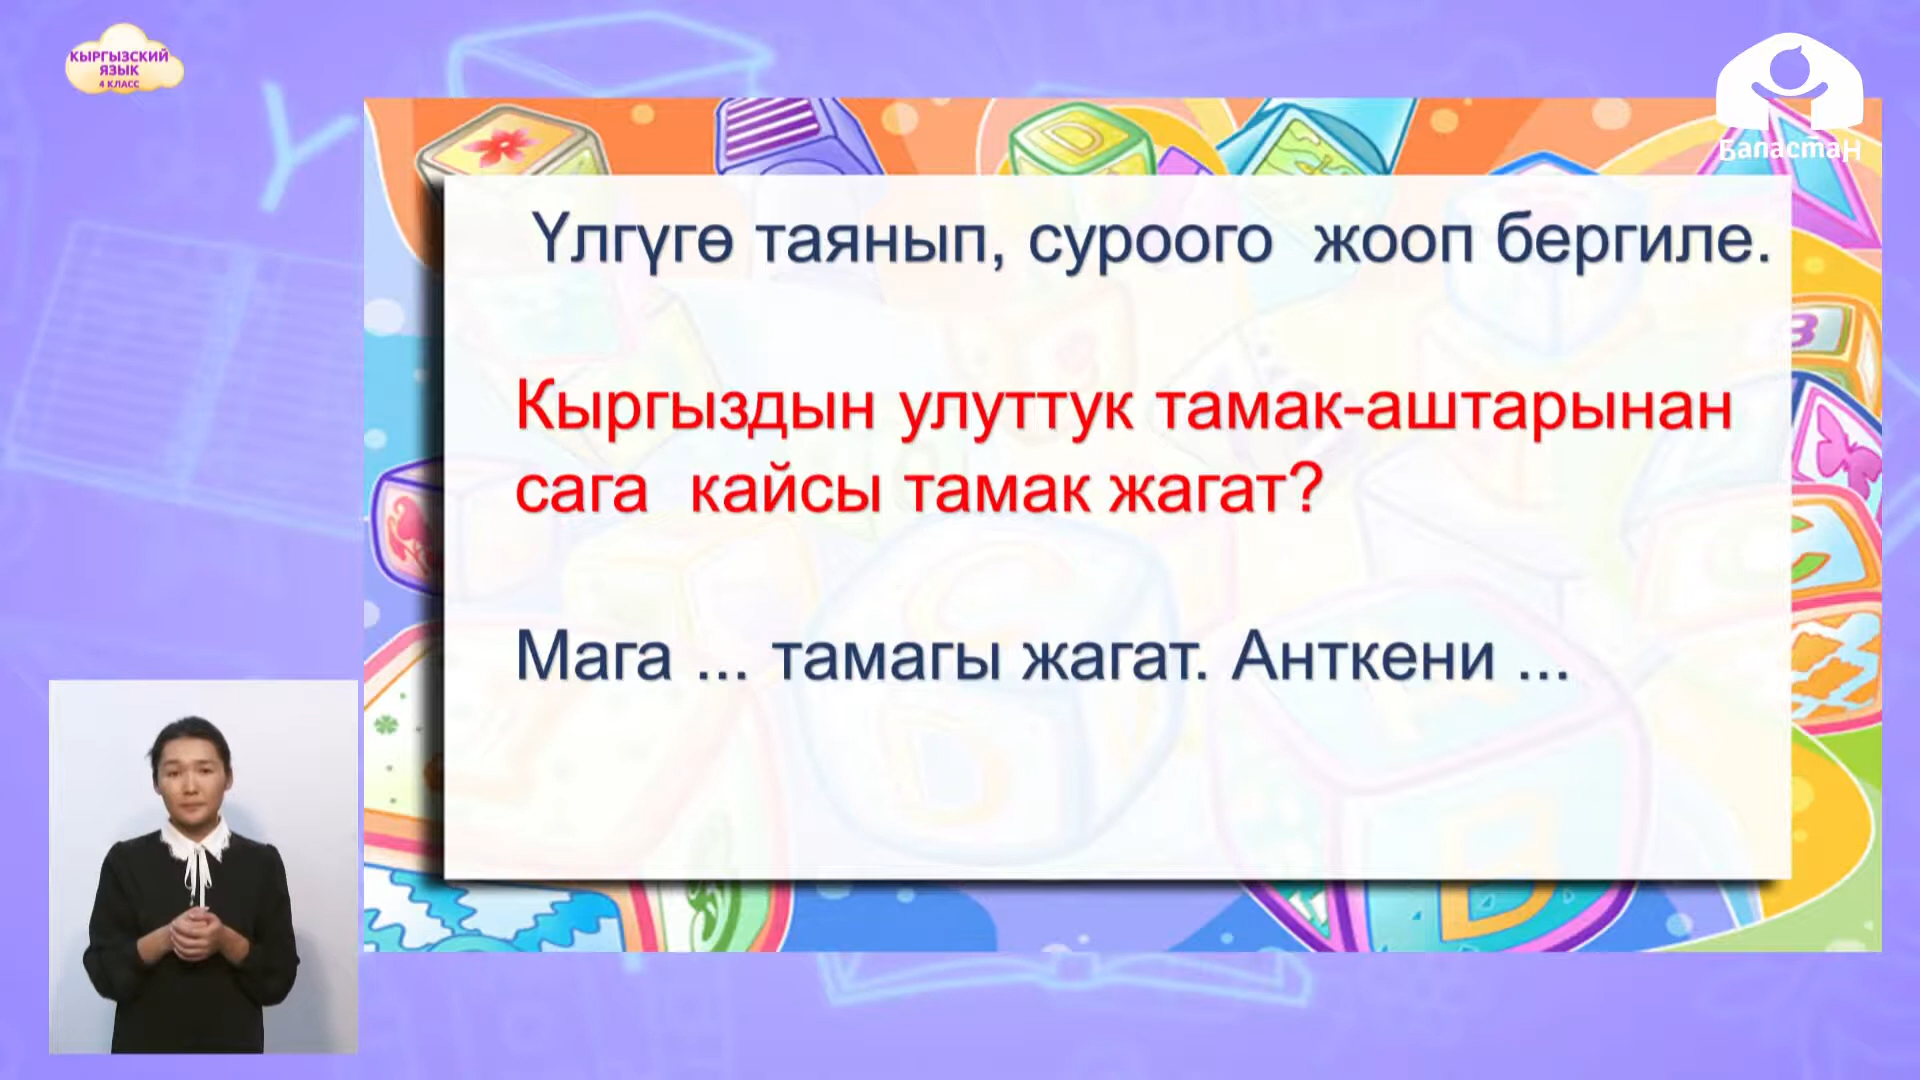 КЫРГЫЗСКИЙ
ЯЗЫК
4 КЛАСС
Баластан
Үлгүгө таянып, суроого жооп бергиле.
Кыргыздын улуттук тамак-аштарынан
сага кайсы тамак жагат?
Мага ... тамагы жагат. Анткени ...